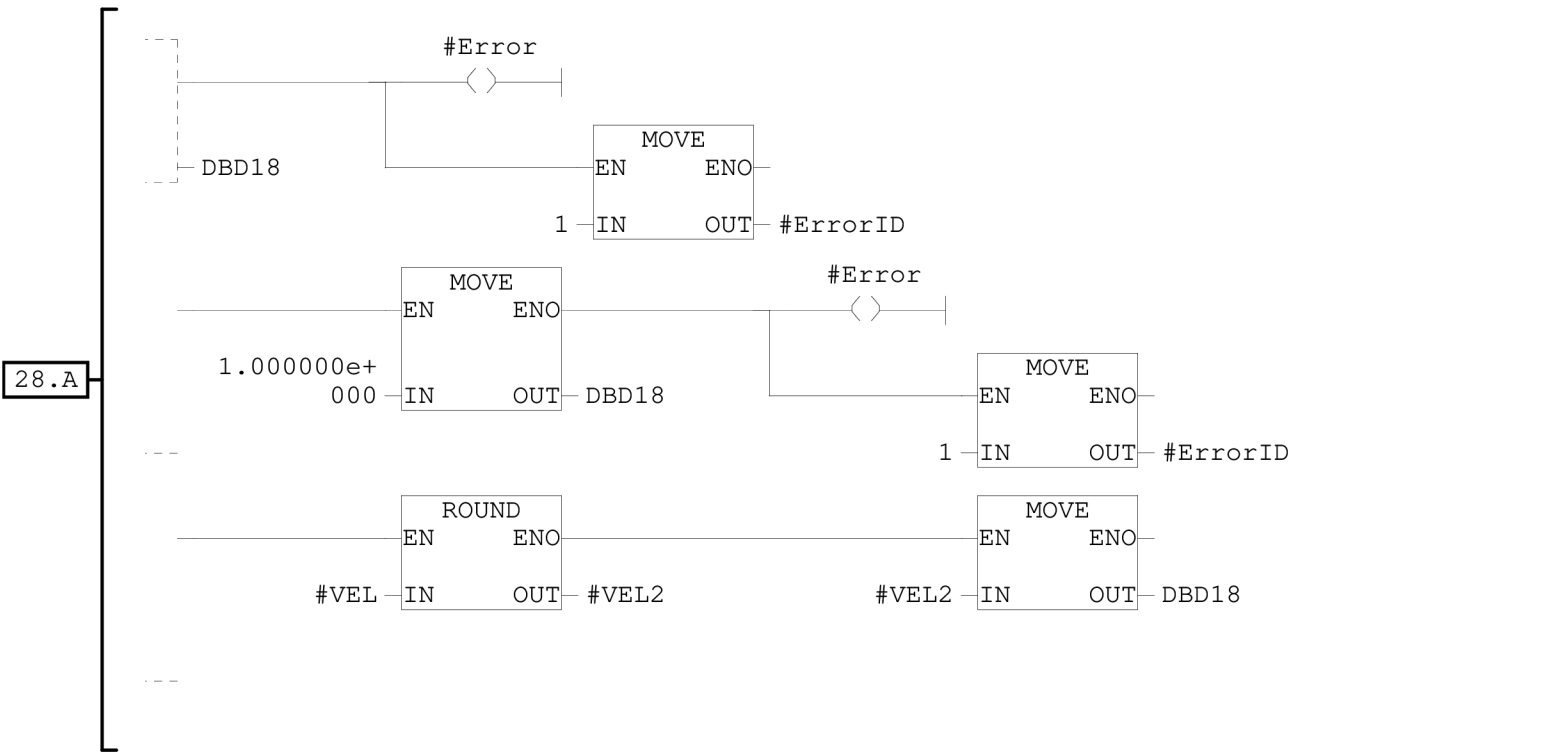 #Error
MOVE
DBD18
EN ENO
1 IN OUT #ErrorID
MOVE
#Error
EN ENO
1.000000e+
MOVE
28.A
000 IN OUT DBD18
EN ENO
1 IN OUT #ErrorID
ROUND
MOVE
EN ENO
EN ENO
#VEL IN OUT #VEL2
#VEL2 IN OUT DBD18